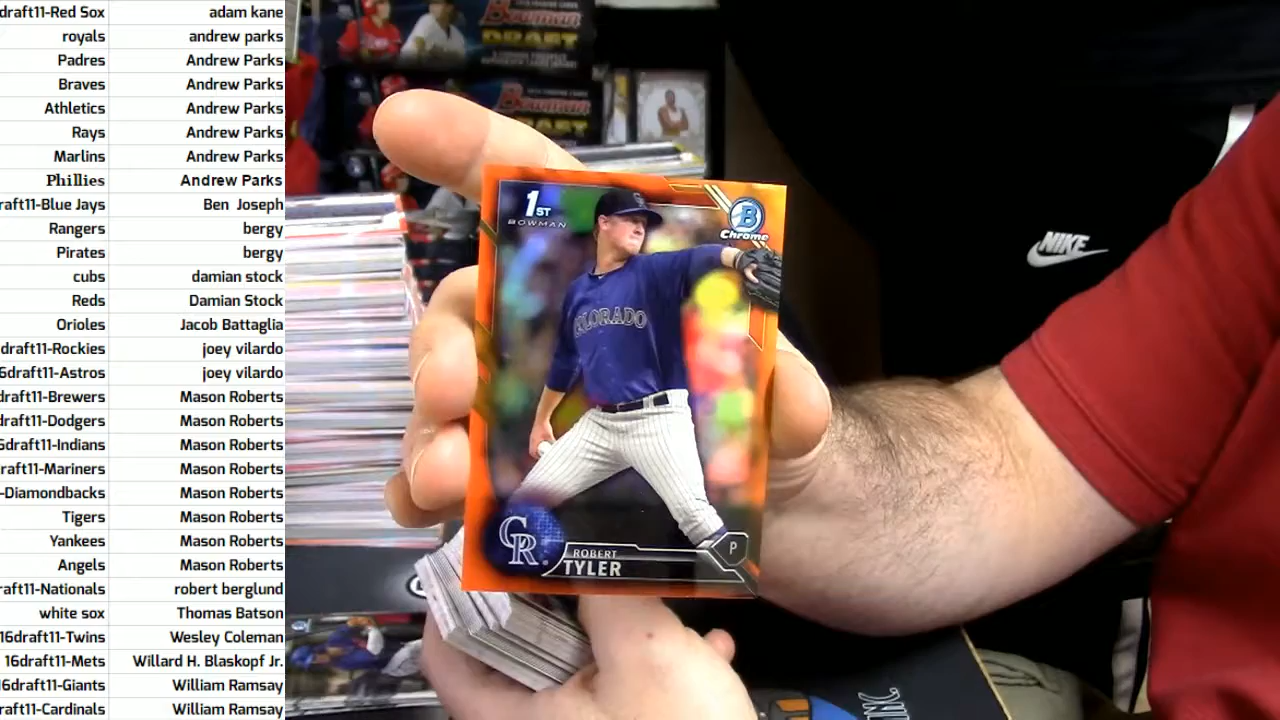 draft11-Red Sox adam kane
royals andrew parks
Padres Andrew Parks
Braves Andrew Parks
Athletics Andrew Parks
Rays Andrew Parks
Marlins Andrew Parks
Phillies Andrew Parks
raft11-Blue Jays Ben Joseph
Rangers bergy
Pirates bergy
cubs damian stock
Reds Damian Stock
Orioles Jacob Battaglia
draft11-Rockies joey vilardo
6draft11-Astros joey vilardo
draft11-Brewers Mason Roberts
draft11-Dodgers Mason Roberts
6draft11-Indians Mason Roberts
raft11-Mariners Mason Roberts
-Diamondbacks Mason Roberts
Tigers Mason Roberts
Yankees Mason Roberts
Angels Mason Roberts
raft11-Nationals robert berglund
white sox Thomas Batson
16draft11-Twins Wesley Coleman
16draft11-Mets Willard H. Blaskopf Jr.
6draft11-Giants William Ramsay
raft11-Cardinals William Ramsay
Bowman
DRAFT
Bowman
1ST
BOWMAN
B
Chrome
COLORADO
CR
ROBERT
TYLER
P
NIKE